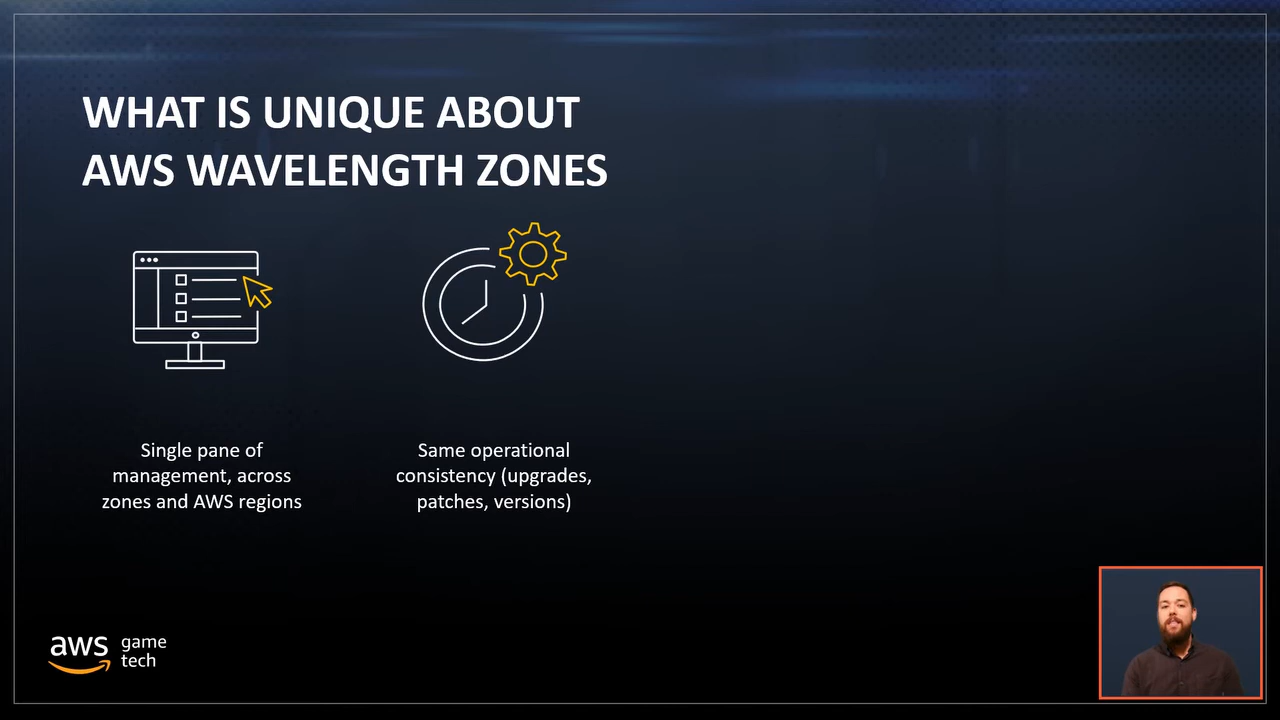 WHAT IS UNIQUE ABOUT
AWS WAVELENGTH ZONES
Single pane of
management, across
zones and AWS regions
Same operational
consistency (upgrades,
patches, versions)
aws game
tech